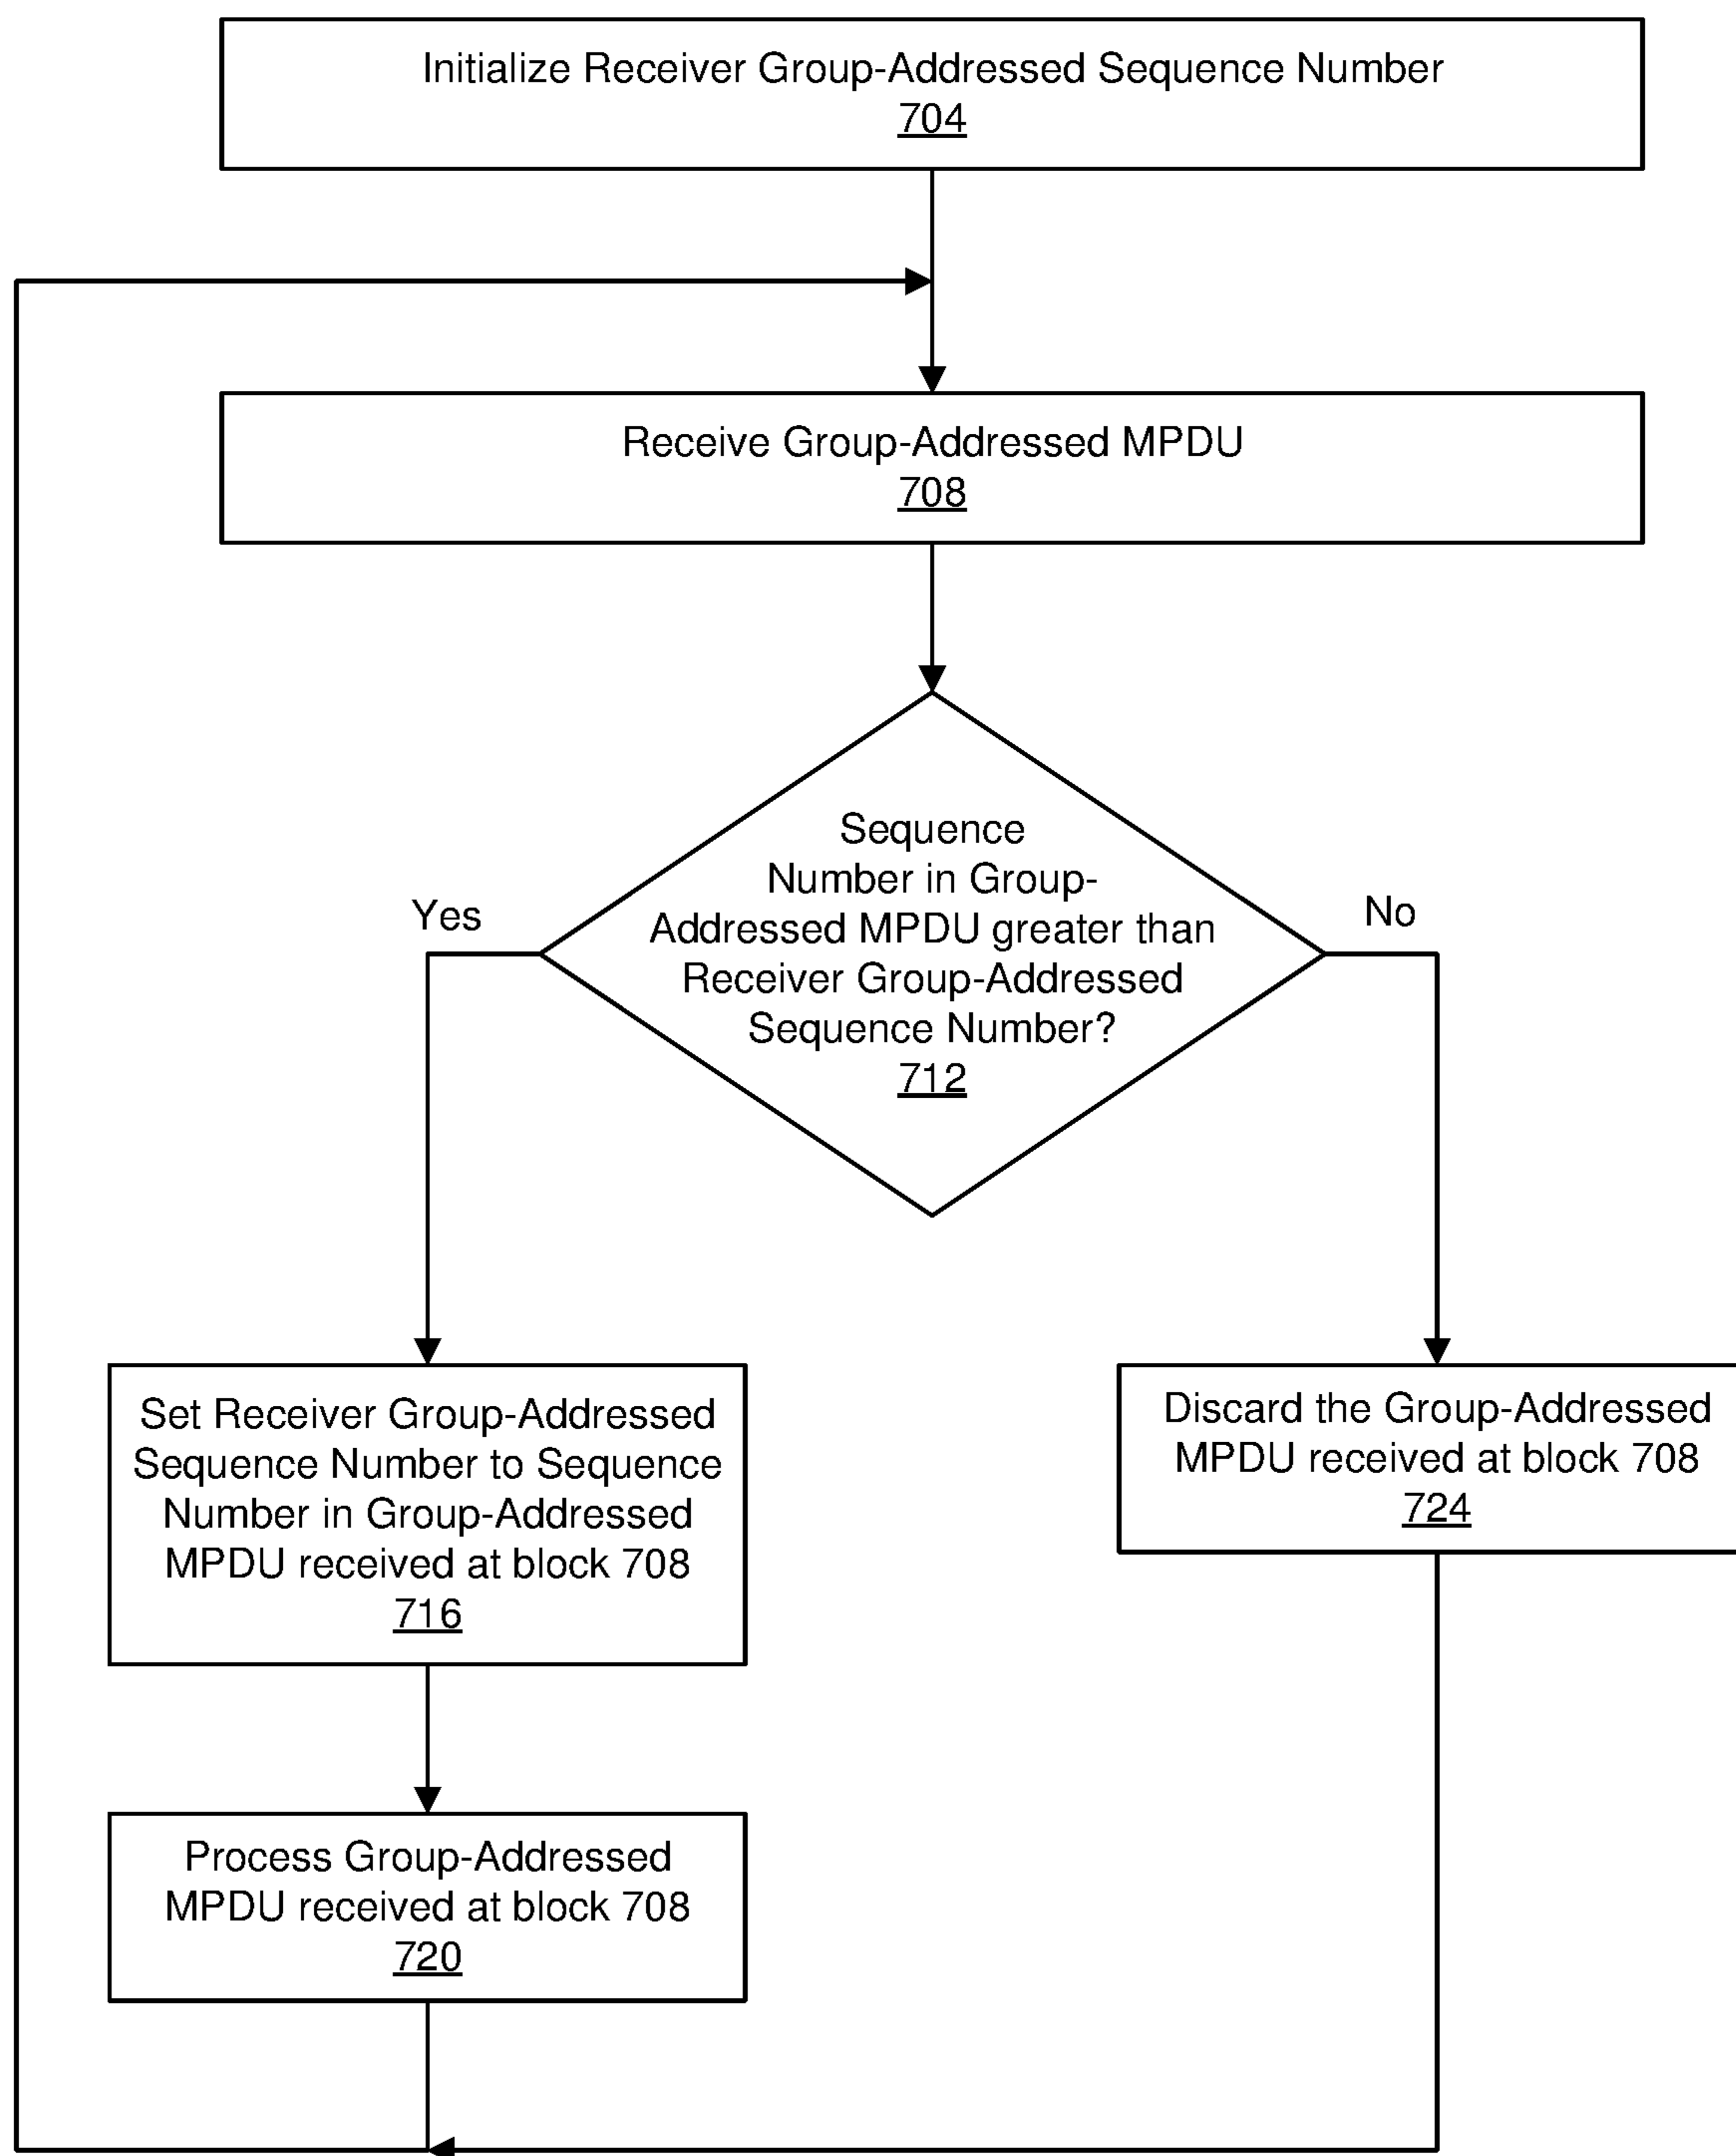 Initialize Receiver Group-Addressed Sequence Number
704
Receive Group-Addressed MPDU
708
Sequence
Number in Group-
Addressed MPDU greater than
Receiver Group-Addressed
Sequence Number?
712
Yes
No
Set Receiver Group-Addressed
Sequence Number to Sequence
Number in Group-Addressed
MPDU received at block 708
716
Discard the Group-Addressed
MPDU received at block 708
724
Process Group-Addressed
MPDU received at block 708
720